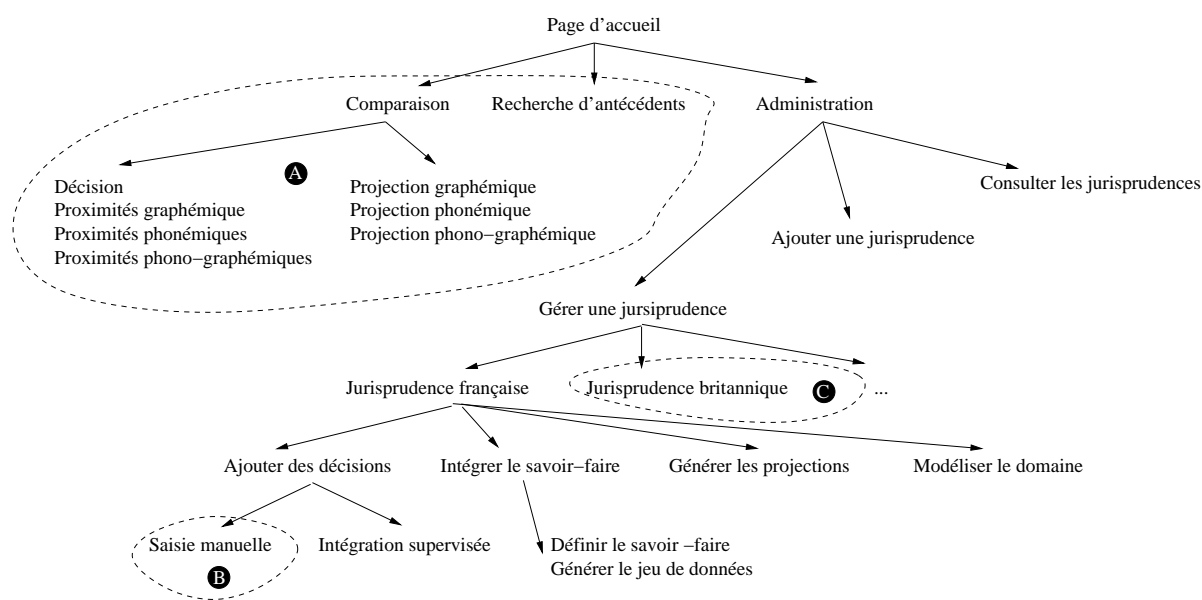 Page d'accueil
Comparaison
Recherche d'antécédents
Administration
A
Décision
Proximités graphémique
Proximités phonémiques
Proximités phono−graphémiques
Projection graphémique
Projection phonémique
Projection phono−graphémique
Consulter les jurisprudences
Ajouter une jurisprudence
Gérer une jursiprudence
Jurisprudence française
Jurisprudence britannique
C
...
Ajouter des décisions
Intégrer le savoir−faire
Générer les projections
Modéliser le domaine
Saisie manuelle
B
Intégration supervisée
Définir le savoir −faire
Générer le jeu de données